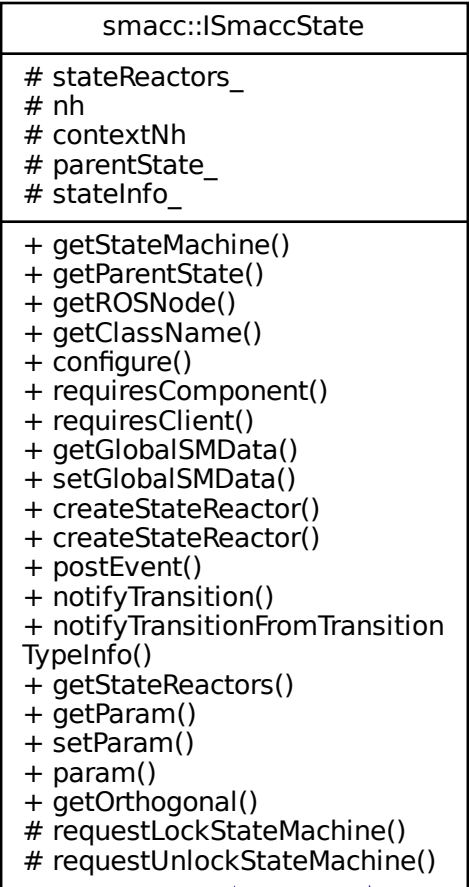 smacc::ISmaccState
# stateReactors_
# nh
# contextNh
# parentState_
# stateInfo_
+ getStateMachine()
+ getParentState()
+ getROSNode()
+ getClassName()
+ configure()
+ requiresComponent()
+ requiresClient()
+ getGlobalSMData()
+ setGlobalSMData()
+ createStateReactor()
+ createStateReactor()
+ postEvent()
+ notifyTransition()
+ notifyTransitionFromTransition
TypeInfo()
+ getStateReactors()
+ getParam()
+ setParam()
+ param()
+ getOrthogonal()
# requestLockStateMachine()
# requestUnlockStateMachine()